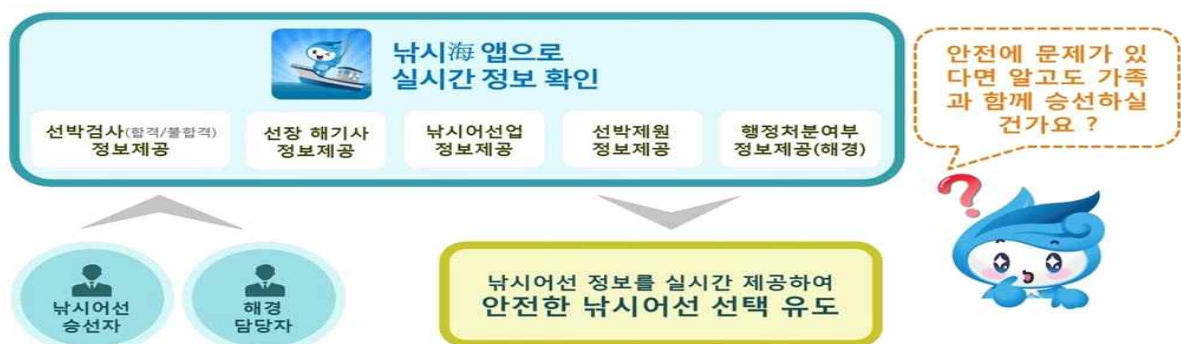 낚시海 앱으로
실시간 정보 확인
선박검사(합격/불합격)
정보제공
선장 해기사
정보제공
낚시어선업
정보제공
선박제원
정보제공
행정처분여부
정보제공(해경)
안전에 문제가 있
다면 알고도 가족
과 함께 승선하실
건가요 ?
?
낚시어선
승선자
해경
담당자
낚시어선 정보를 실시간 제공하여
안전한 낚시어선 선택 유도